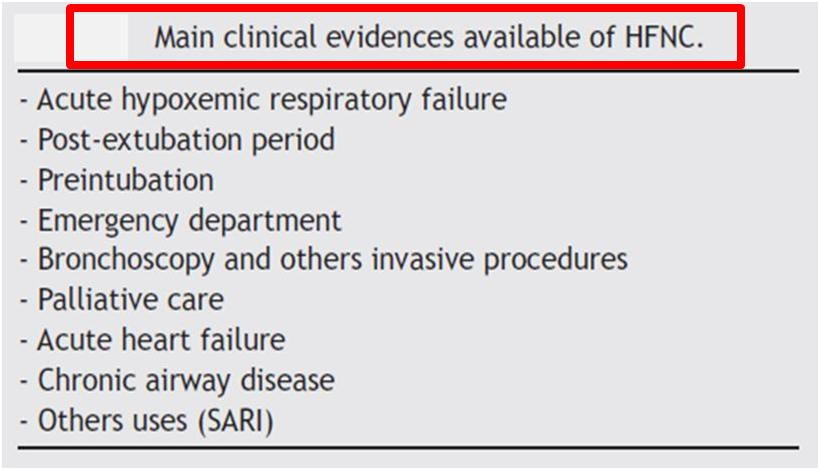 Main clinical evidences available of HFNC.
- Acute hypoxemic respiratory failure
- Post-extubation period
- Preintubation
- Emergency department
- Bronchoscopy and others invasive procedures
- Palliative care
- Acute heart failure
- Chronic airway disease
- Others uses (SARI)